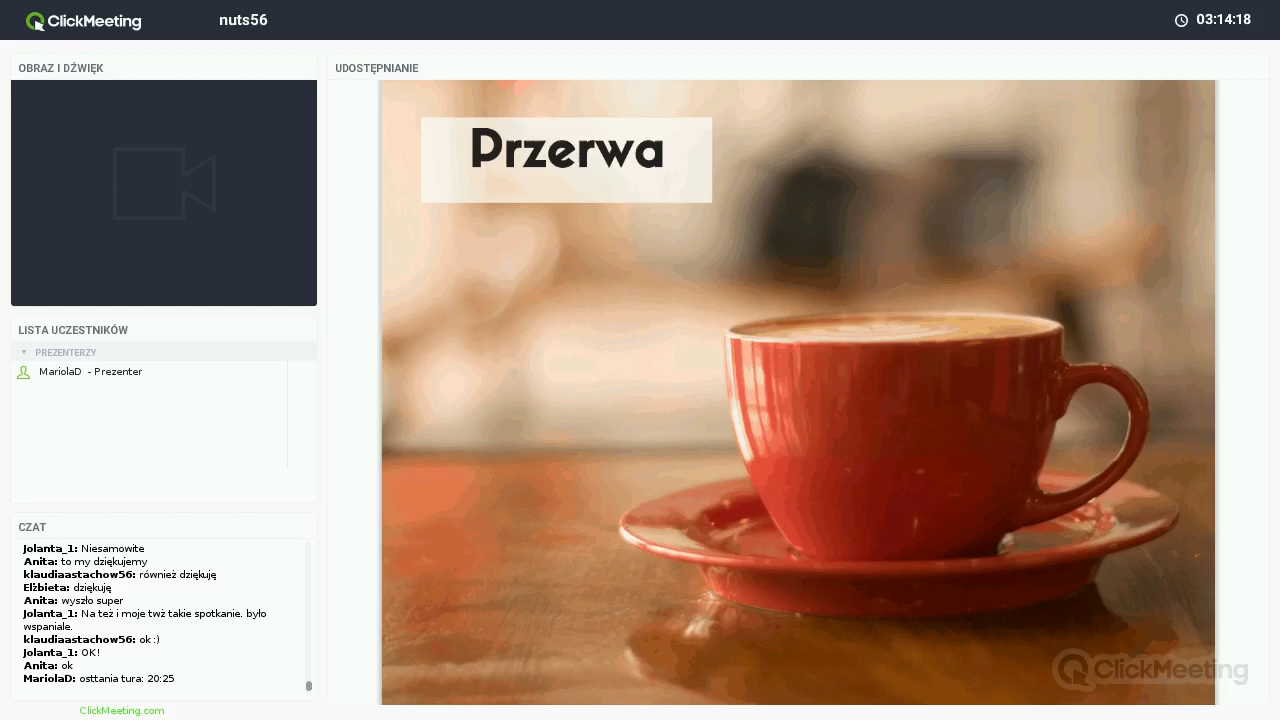 ClickMeeting
nuts56
03:14:18
OBRAZ I DŹWIĘK
UDOSTĘPNIANIE
Przerwa
LISTA UCZESTNIKÓW
PREZENTERZY
MariolaD - Prezenter
CZAT
Jolanta_1: Niesamowite
Anita: to my dziękujemy
klaudiaastachow56: również dziękuję
Elżbieta: dziękuję
Anita: wyszło super
Jolanta_1: Na też i moje twż takie spotkanie. było
wspaniale.
klaudiaastachow56: ok ;)
Jolanta_1: OK!
Anita: ok
MariolaD: osttania tura: 20:25
ClickMeeting
ClickMeeting.com